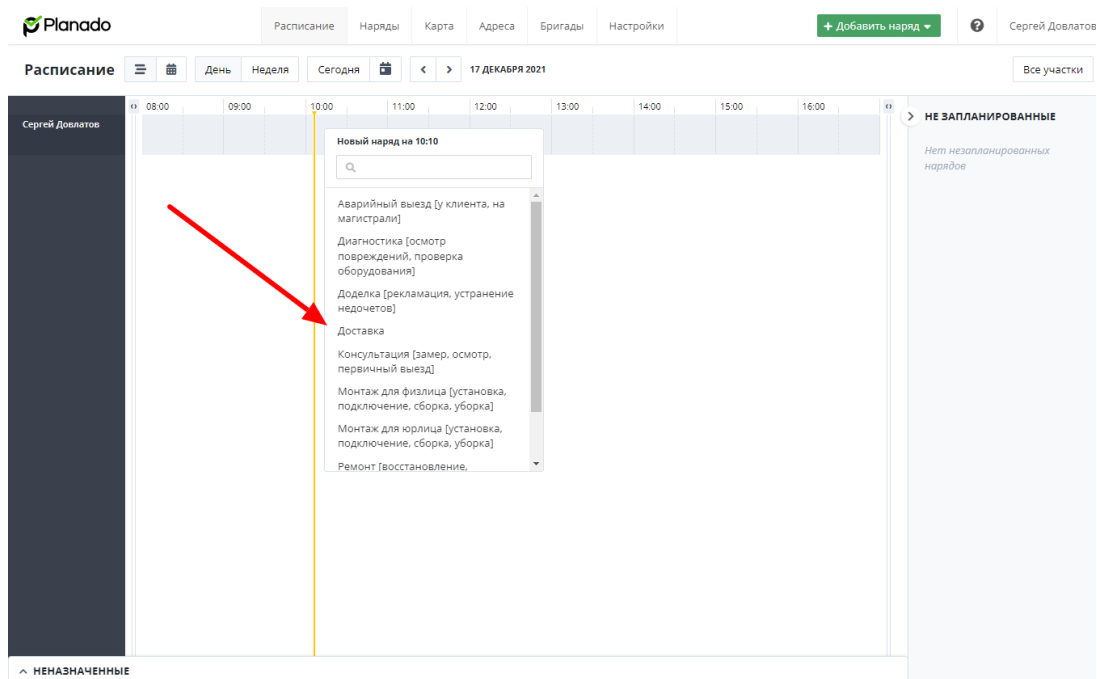 Planado
Расписание Наряды Карта Адреса Бригады Настройки + Добавить наряд Сергей Довлатов
Расписание День Неделя Сегодня 17 ДЕКАБРЯ 2021 Все участки
08:00 09:00 10:00 11:00 12:00 13:00 14:00 15:00 16:00
Сергей Довлатов
НЕ ЗАПЛАНИРОВАННЫЕ
Нет незапланированных
нарядов
Новый наряд на 10:10
Аварийный выезд [у клиента, на
магистрали]
Диагностика [осмотр
повреждений, проверка
оборудования]
Доделка [рекламация, устранение
недочетов]
Доставка
Консультация [замер, осмотр,
первичный выезд]
Монтаж для физлица [установка,
подключение, сборка, уборка]
Монтаж для юрлица [установка,
подключение, сборка, уборка]
Ремонт [восстановление,
НЕНАЗНАЧЕННЫЕ